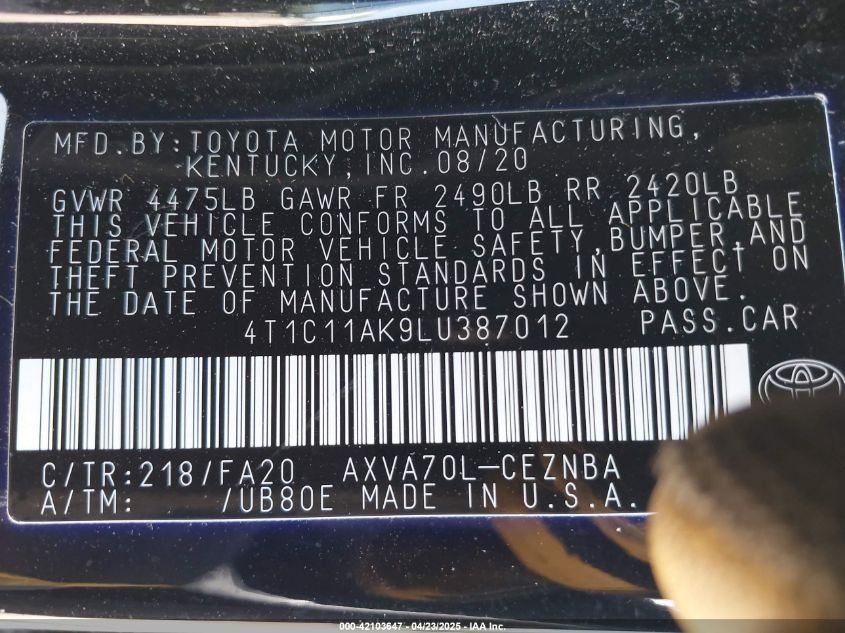 MFD.BY:TOYOTA MOTOR MANUFACTURING,
KENTUCKY,INC.08/20
GVWR 4475LB GAWR FR 2490LB RR 2420LB
THIS VEHICLE CONFORMS TO ALL APPLICABLE
FEDERAL MOTOR VEHICLE SAFETY,BUMPER,AND
THEFT PREVENTION STANDARDS IN EFFECT ON
THE DATE OF MANUFACTURE SHOWN ABOVE.
4T1C11AK9LU387012 PASS.CAR
C/TR:218/FA20 AXVA70L-CEZNBA
A/TM: /UB80E MADE IN U.S.A.
000-42103647 - 04/23/2025 - IAA Inc.